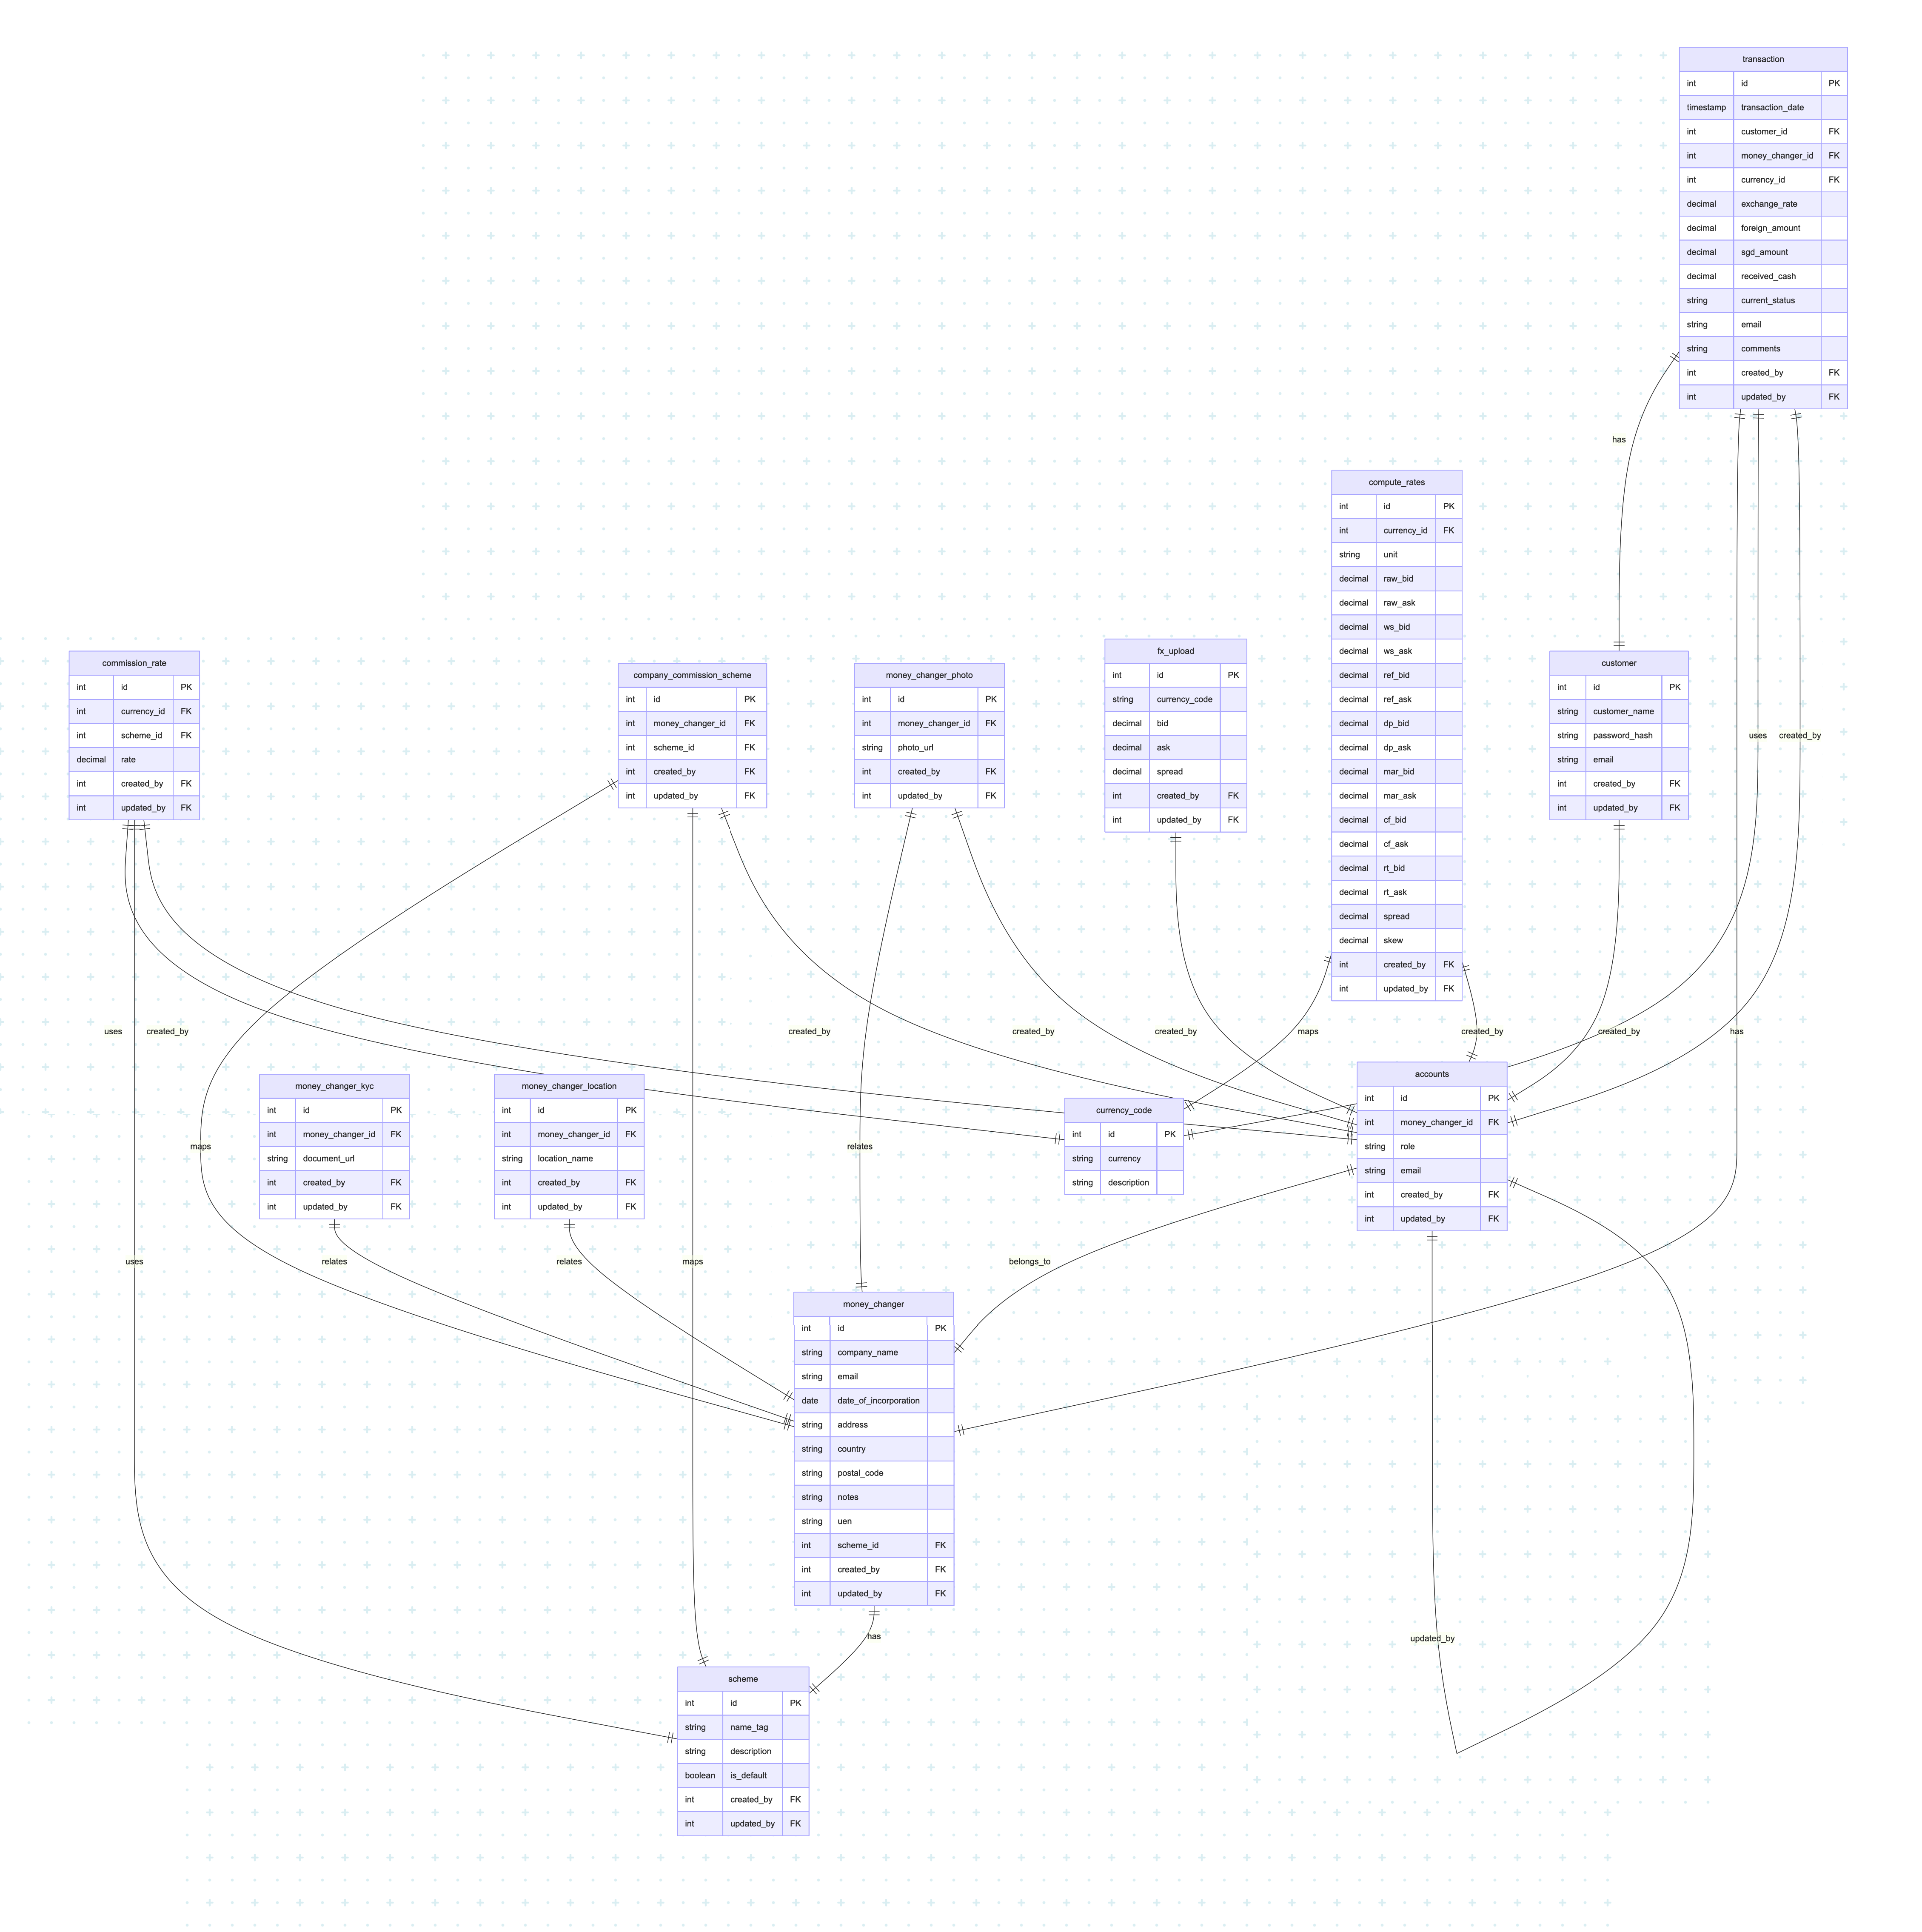 transaction
int id PK
timestamp transaction_date
int customer_id FK
int money_changer_id FK
int currency_id FK
decimal exchange_rate
decimal foreign_amount
decimal sgd_amount
decimal received_cash
string current_status
string email
string comments
int created_by FK
int updated_by FK
has
compute_rates
int id PK
int currency_id FK
string unit
decimal raw_bid
decimal raw_ask
decimal ws_bid
decimal ws_ask
decimal ref_bid
decimal ref_ask
decimal dp_bid
decimal dp_ask
decimal mar_bid
decimal mar_ask
decimal cf_bid
decimal cf_ask
decimal rt_bid
decimal rt_ask
decimal spread
decimal skew
int created_by FK
int updated_by FK
commission_rate
int id PK
int currency_id FK
int scheme_id FK
decimal rate
int created_by FK
int updated_by FK
company_commission_scheme
int id PK
int money_changer_id FK
int scheme_id FK
int created_by FK
int updated_by FK
money_changer_photo
int id PK
int money_changer_id FK
string photo_url
int created_by FK
int updated_by FK
fx_upload
int id PK
string currency_code
decimal bid
decimal ask
decimal spread
int created_by FK
int updated_by FK
customer
int id PK
string customer_name
string password_hash
string email
int created_by FK
int updated_by FK
uses
created_by
uses
created_by
created_by
created_by
created_by
maps
created_by
created_by
has
money_changer_kyc
int id PK
int money_changer_id FK
string document_url
int created_by FK
int updated_by FK
money_changer_location
int id PK
int money_changer_id FK
string location_name
int created_by FK
int updated_by FK
currency_code
int id PK
string currency
string description
accounts
int id PK
int money_changer_id FK
string role
string email
int created_by FK
int updated_by FK
maps
relates
uses
relates
relates
maps
belongs_to
money_changer
int id PK
string company_name
string email
date date_of_incorporation
string address
string country
string postal_code
string notes
string uen
int scheme_id FK
int created_by FK
int updated_by FK
has
updated_by
scheme
int id PK
string name_tag
string description
boolean is_default
int created_by FK
int updated_by FK